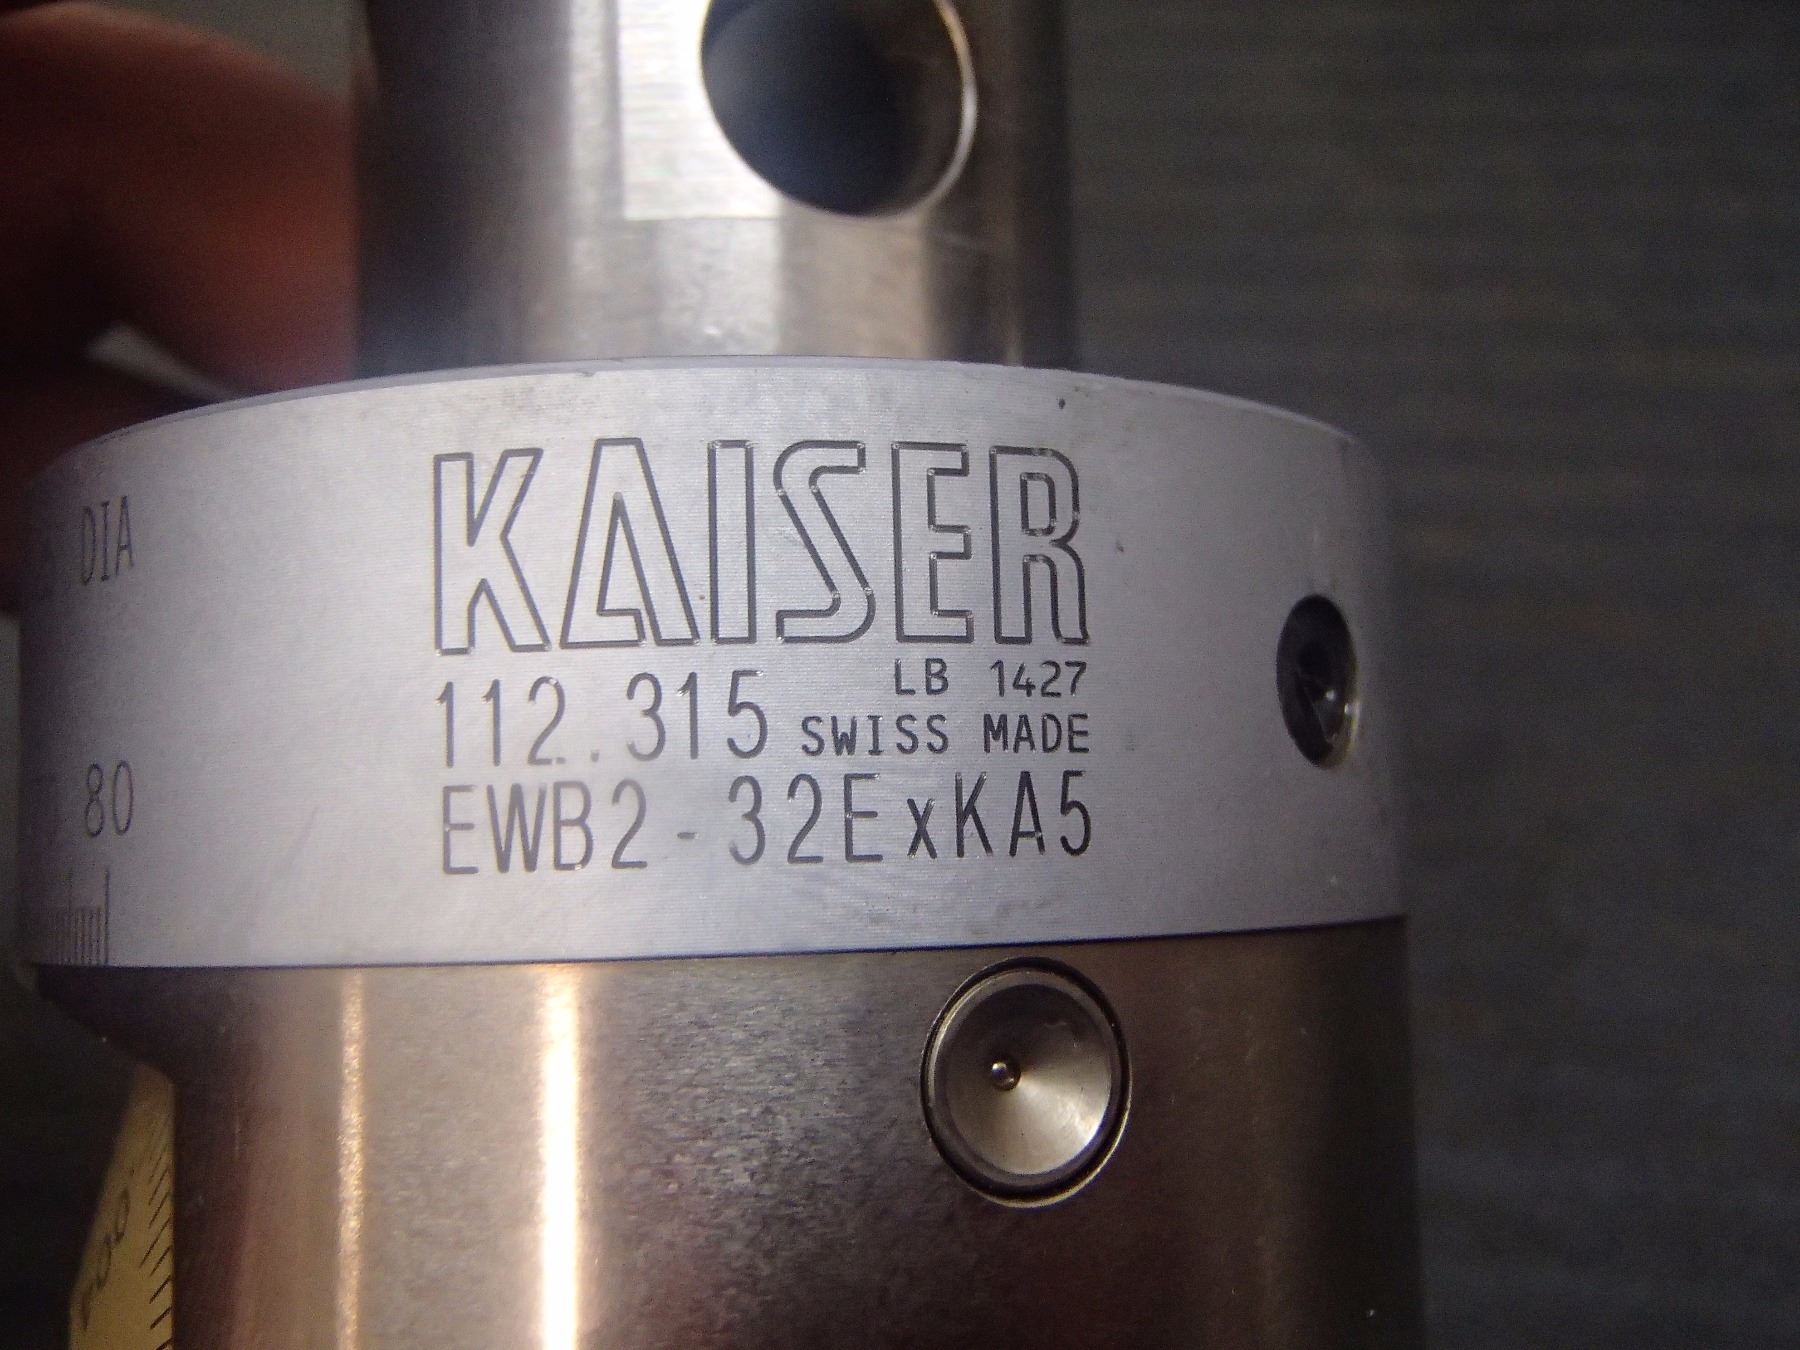 DIA
80
KAISER
LB 1427
112.315 SWISS MADE
EWB2-32ExKA5